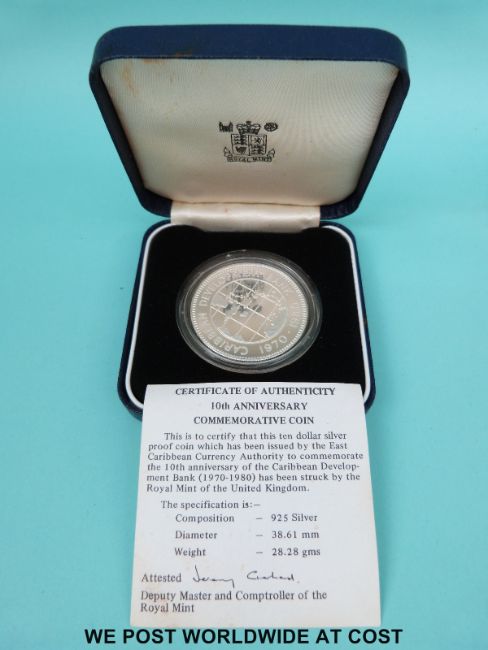 ROYAL MINT
CARIBBEAN DEVELOPMENT BANK
1970
CERTIFICATE OF AUTHENTICITY
10th ANNIVERSARY
COMMEMORATIVE COIN
This is to certify that this ten dollar silver
proof coin which has been issued by the East
Caribbean Currency Authority to commemorate
the 10th anniversary of the Caribbean Develop-
ment Bank (1970-1980) has been struck by the
Royal Mint of the United Kingdom.
The specification is:—
Composition — 925 Silver
Diameter — 38.61 mm
Weight — 28.28 gms
Attested
Deputy Master and Comptroller of the
Royal Mint
WE POST WORLDWIDE AT COST